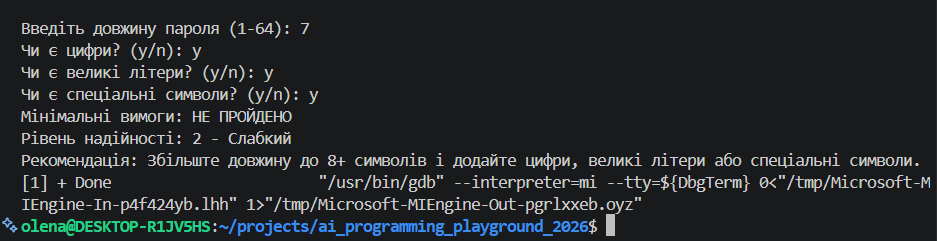 Введіть довжину пароля (1-64): 7
Чи є цифри? (y/n): y
Чи є великі літери? (y/n): y
Чи є спеціальні символи? (y/n): y
Мінімальні вимоги: НЕ ПРОЙДЕНО
Рівень надійності: 2 - Слабкий
Рекомендація: Збільште довжину до 8+ символів і додайте цифри, великі літери або спеціальні символи.
[1] + Done                       "/usr/bin/gdb" --interpreter=mi --tty=${DbgTerm} 0<"/tmp/Microsoft-M
IEngine-In-p4f424yb.lhh" 1>"/tmp/Microsoft-MIEngine-Out-pgrlxxeb.oyz"
olena@DESKTOP-R1JV5HS:~/projects/ai_programming_playground_2026$